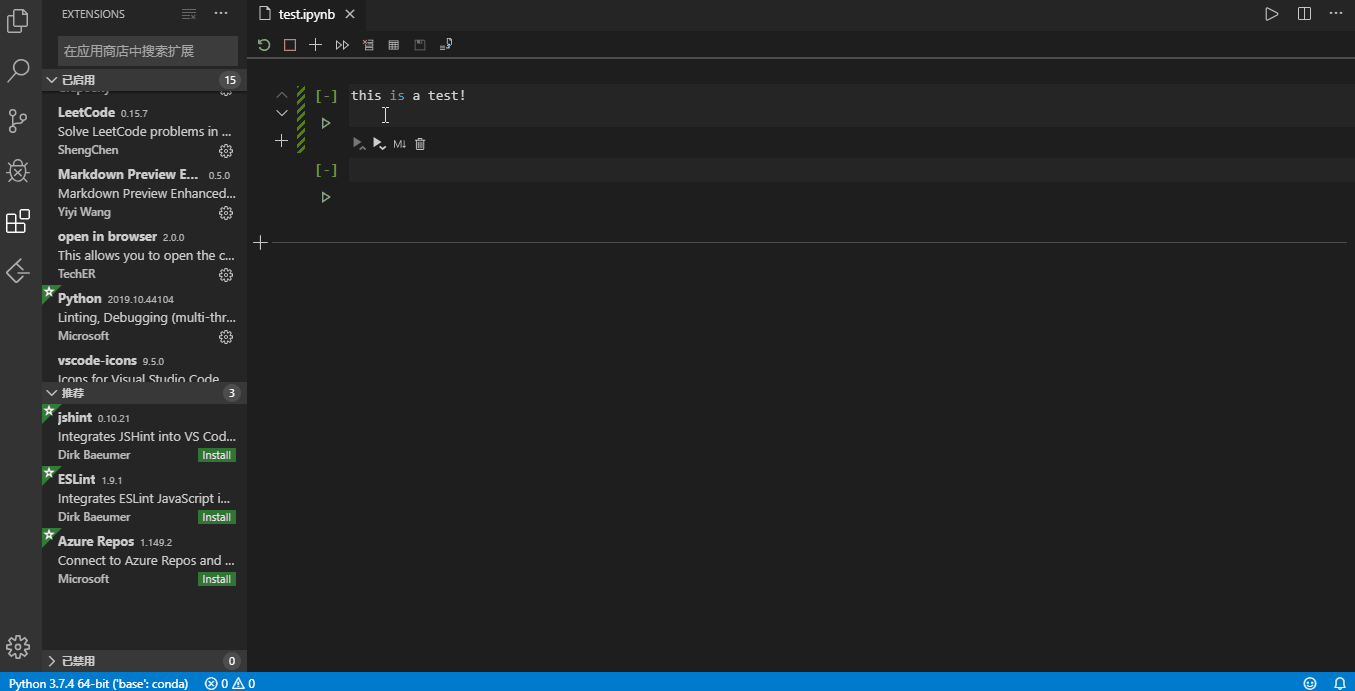 EXTENSIONS
在应用商店中搜索扩展
已启用 15
LeetCode 0.15.7
Solve LeetCode problems in ...
ShengChen
Markdown Preview E... 0.5.0
Markdown Preview Enhanced...
Yiyi Wang
open in browser 2.0.0
This allows you to open the c...
TechER
Python 2019.10.44104
Linting, Debugging (multi-thr...
Microsoft
vscode-icons 9.5.0
Icons for Visual Studio Code
推荐 3
jshint 0.10.21
Integrates JSHint into VS Cod...
Dirk Baeumer Install
ESLint 1.9.1
Integrates ESLint JavaScript i...
Dirk Baeumer Install
Azure Repos 1.149.2
Connect to Azure Repos and ...
Microsoft Install
已禁用 0
test.ipynb
[-] this is a test!
M↓
[-]
Python 3.7.4 64-bit ('base': conda) 0 0